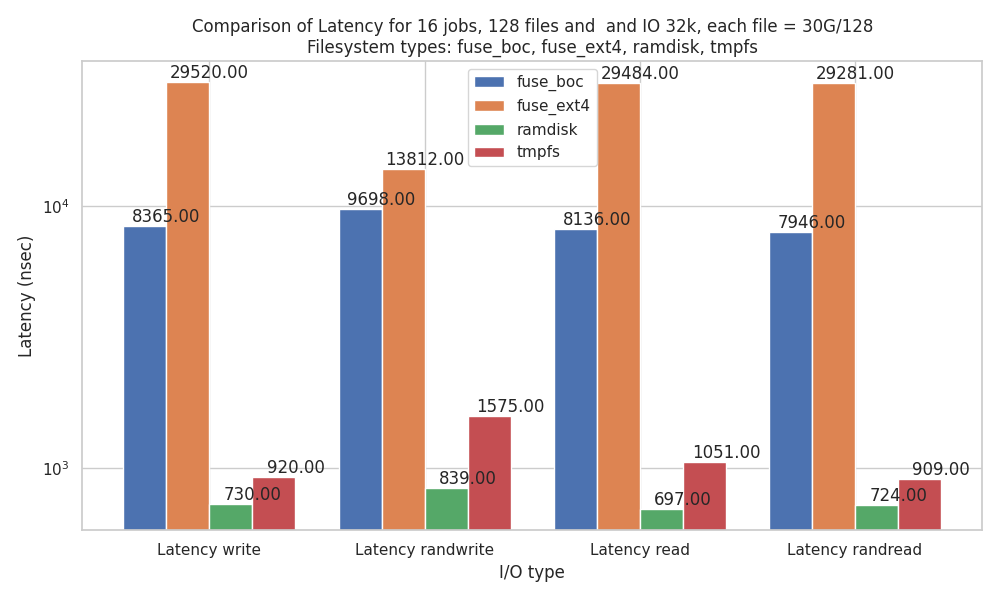 Comparison of Latency for 16 jobs, 128 files and  and IO 32k, each file = 30G/128
Filesystem types: fuse_boc, fuse_ext4, ramdisk, tmpfs
fuse_boc
fuse_ext4
ramdisk
tmpfs
Latency (nsec)
10⁴
10³
8365.00
29520.00
730.00
920.00
9698.00
13812.00
839.00
1575.00
8136.00
29484.00
697.00
1051.00
7946.00
29281.00
724.00
909.00
Latency write
Latency randwrite
Latency read
Latency randread
I/O type